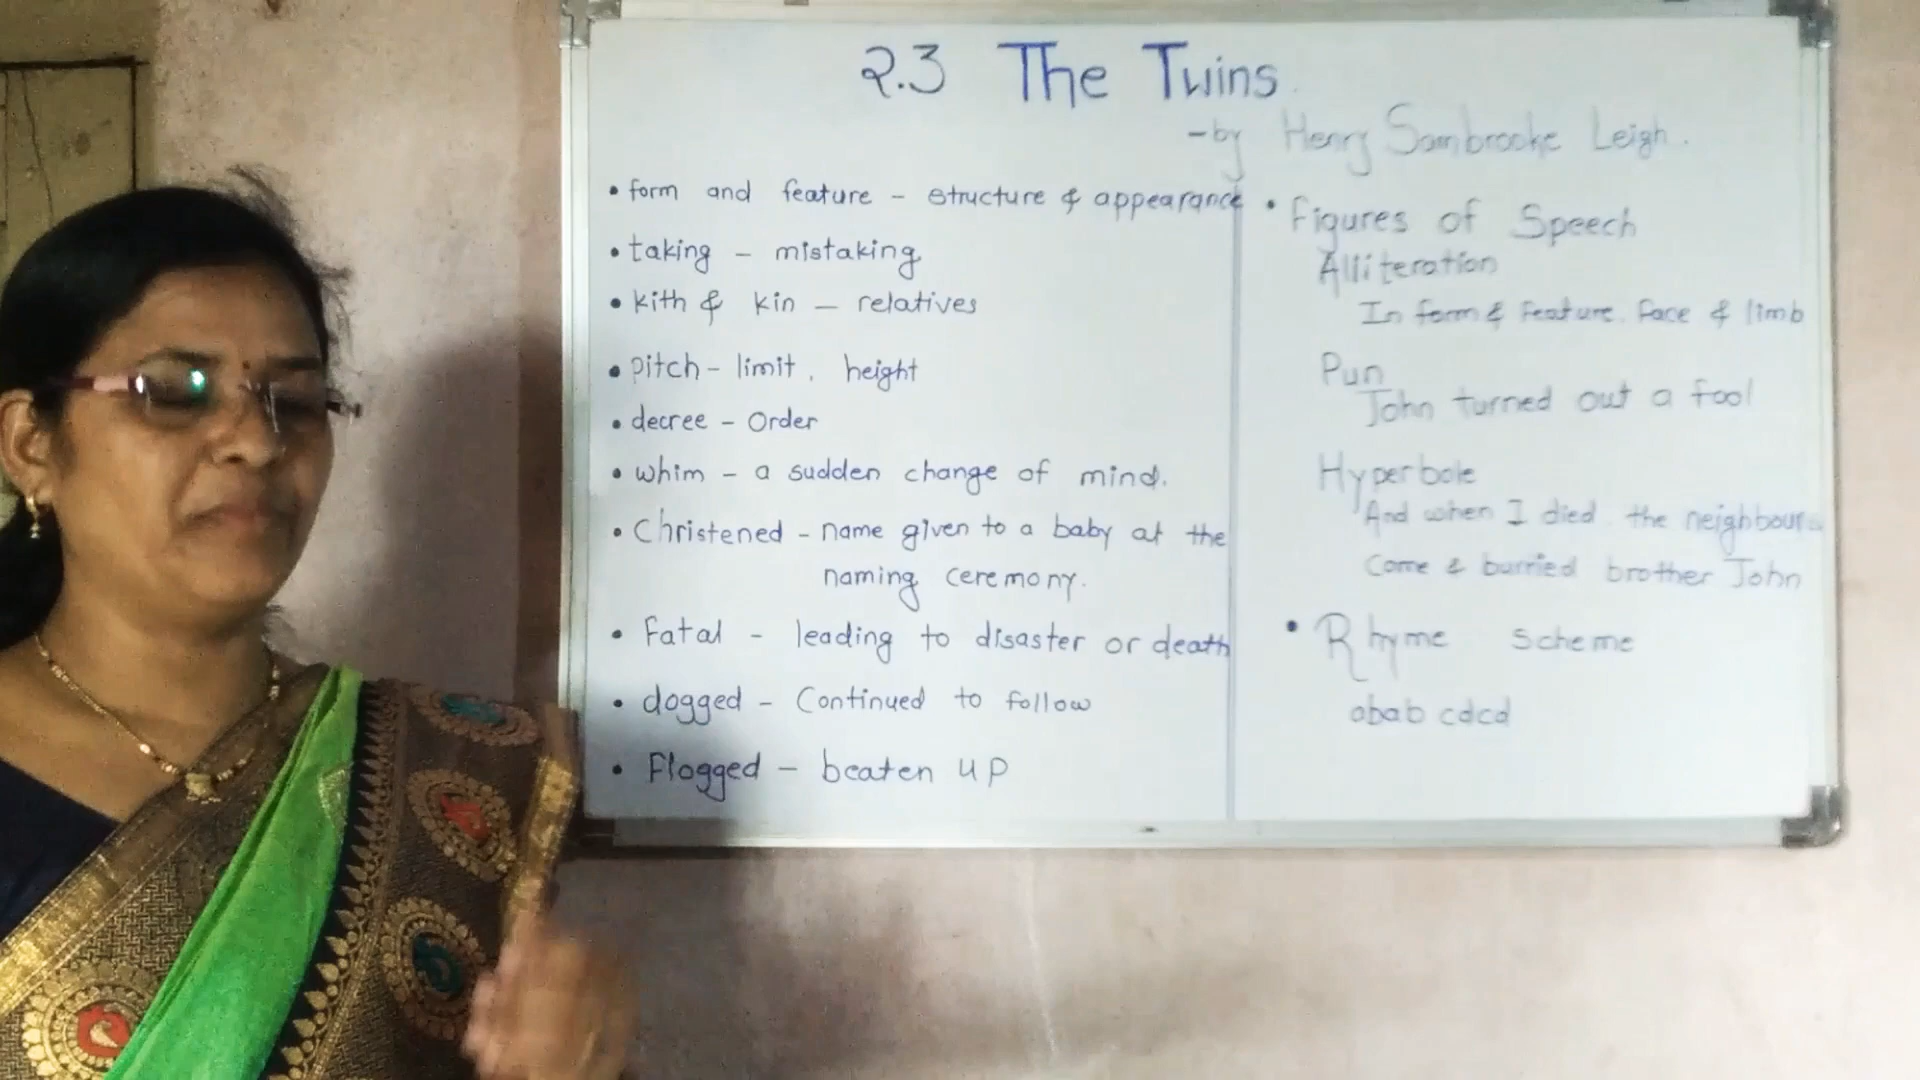 2.3 The Twins
-by Henry Sambrooke Leigh.
• form and feature - structure & appearance
• taking - mistaking
• kith & kin - relatives
• pitch - limit, height
• decree - order
• whim - a sudden change of mind.
• Christened - name given to a baby at the
naming ceremony.
• Fatal - leading to disaster or death
• dogged - Continued to follow
• Flogged - beaten up
• Figures of Speech
Alliteration
In form & feature, face & limb
Pun
John turned out a fool
Hyperbole
And when I died, the neighbours
came & burried brother John
• Rhyme scheme
abab cdcd